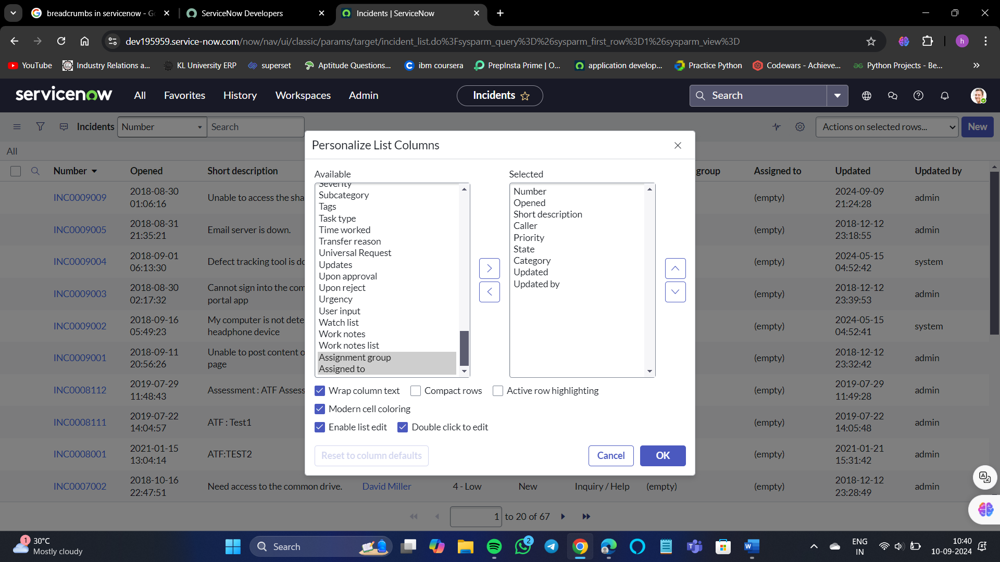 breadcrumbs in servicenow - Go
ServiceNow Developers
Incidents | ServiceNow
dev195959.service-now.com/now/nav/ui/classic/params/target/incident_list.do%3Fsysparm_query%3D%26sysparm_first_row%3D1%26sysparm_view%3D
h
YouTube
Industry Relations a...
KL University ERP
superset
Aptitude Questions...
ibm coursera
PrepInsta Prime | O...
application develop...
Practice Python
Codewars - Achieve...
Python Projects - Be...
servicenow
All
Favorites
History
Workspaces
Admin
Incidents
Search
Incidents
Number
Search
Actions on selected rows...
New
All
Number
Opened
Short description
group
Assigned to
Updated
Updated by
INC0009009
2018-08-30
01:06:16
Unable to access the sha
(empty)
2024-09-09
21:24:28
admin
INC0009005
2018-08-31
21:35:21
Email server is down.
(empty)
2018-12-12
23:18:55
admin
INC0009004
2018-09-01
06:13:30
Defect tracking tool is do
(empty)
2024-05-15
04:52:42
system
INC0009003
2018-08-30
02:17:32
Cannot sign into the com
portal app
(empty)
2018-12-12
23:39:53
admin
INC0009002
2018-09-16
05:49:23
My computer is not dete
headphone device
(empty)
2024-05-15
04:52:41
system
INC0009001
2018-09-11
20:56:26
Unable to post content o
page
(empty)
2018-12-12
23:32:42
admin
INC0008112
2019-07-29
11:48:43
Assessment : ATF Assess
(empty)
2019-07-29
11:49:28
admin
INC0008111
2019-07-22
14:04:57
ATF : Test1
(empty)
2019-07-22
14:05:48
admin
INC0008001
2021-01-15
13:04:14
ATF:TEST2
(empty)
2021-01-21
15:31:42
admin
INC0007002
2018-10-16
22:47:51
Need access to the common drive.
David Miller
4 - Low
New
Inquiry / Help
(empty)
(empty)
2018-12-12
23:28:49
admin
Personalize List Columns
Available
Severity
Subcategory
Tags
Task type
Time worked
Transfer reason
Universal Request
Updates
Upon approval
Upon reject
Urgency
User input
Watch list
Work notes
Work notes list
Assignment group
Assigned to
Selected
Number
Opened
Short description
Caller
Priority
State
Category
Updated
Updated by
Wrap column text
Compact rows
Active row highlighting
Modern cell coloring
Enable list edit
Double click to edit
Reset to column defaults
Cancel
OK
1 to 20 of 67
1
30°C
Mostly cloudy
Search
2
ENG
IN
10:40
10-09-2024